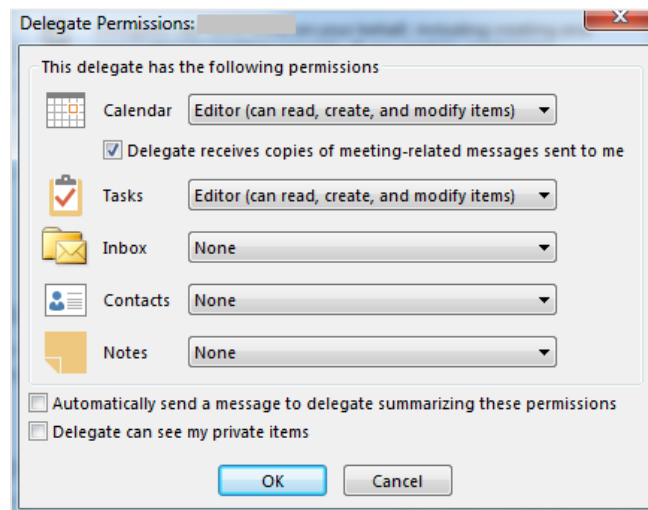 Delegate Permissions:
X
This delegate has the following permissions
Calendar Editor (can read, create, and modify items)
Delegate receives copies of meeting-related messages sent to me
Tasks Editor (can read, create, and modify items)
Inbox None
Contacts None
Notes None
Automatically send a message to delegate summarizing these permissions
Delegate can see my private items
OK Cancel